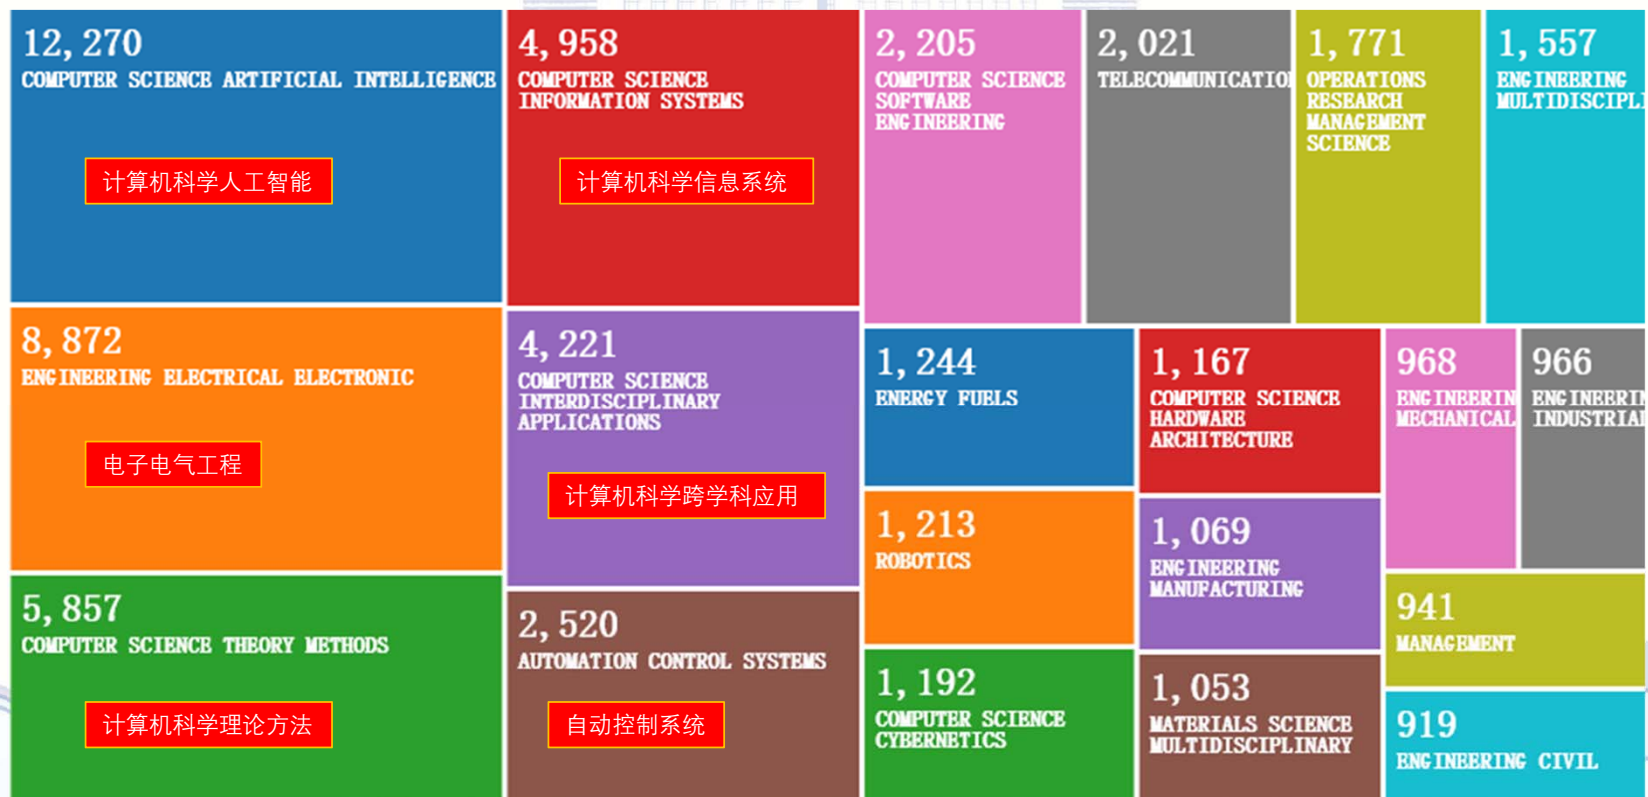 12,270
COMPUTER SCIENCE ARTIFICIAL INTELLIGENCE
计算机科学人工智能
8,872
ENGINEERING ELECTRICAL ELECTRONIC
电子电气工程
5,857
COMPUTER SCIENCE THEORY METHODS
计算机科学理论方法
4,958
COMPUTER SCIENCE
INFORMATION SYSTEMS
计算机科学信息系统
4,221
COMPUTER SCIENCE
INTERDISCIPLINARY
APPLICATIONS
计算机科学跨学科应用
2,520
AUTOMATION CONTROL SYSTEMS
自动控制系统
2,205
COMPUTER SCIENCE
SOFTWARE
ENGINEERING
2,021
TELECOMMUNICATIO
1,771
OPERATIONS
RESEARCH
MANAGEMENT
SCIENCE
1,557
ENGINEERING
MULTIDISCIPL
1,244
ENERGY FUELS
1,213
ROBOTICS
1,192
COMPUTER SCIENCE
CYBERNETICS
1,167
COMPUTER SCIENCE
HARDWARE
ARCHITECTURE
1,069
ENGINEERING
MANUFACTURING
1,053
MATERIALS SCIENCE
MULTIDISCIPLINARY
968
ENGINEERIN
MECHANICAL
966
ENGINEERIN
INDUSTRIAL
941
MANAGEMENT
919
ENGINEERING CIVIL